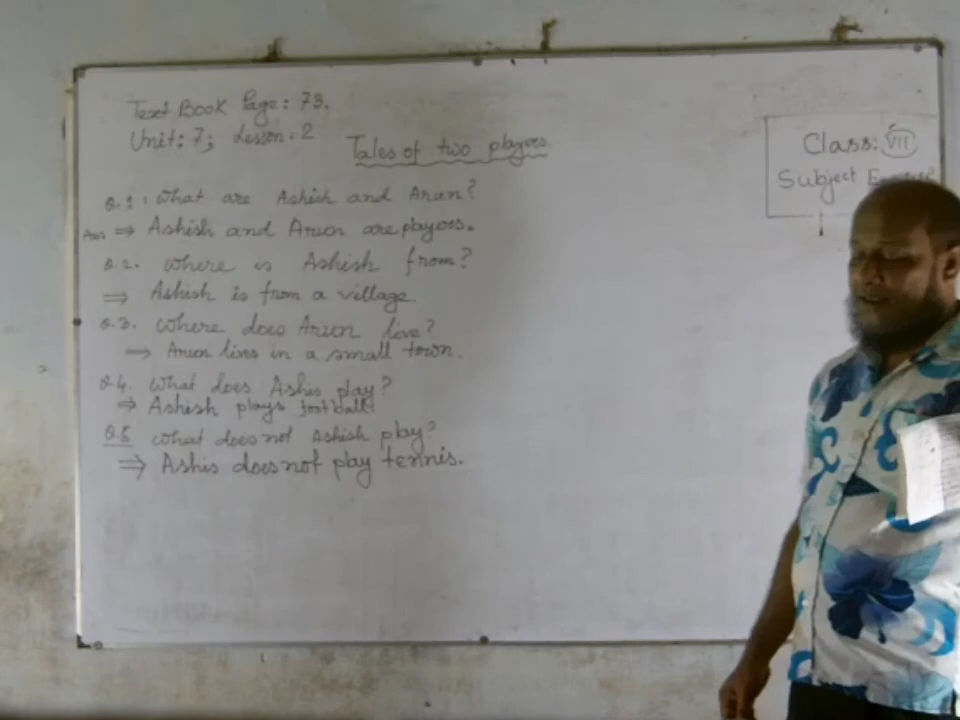 Text Book Page: 73.
Unit: 7; Lesson. 2
Tales of two players
Class: VII
Subject
Q.1: What are Ashish and Arun?
Ans ⇒ Ashish and Arun are players.
Q.2. Where is Ashish from?
⇒ Ashish is from a village.
Q.3. Where does Arun live?
⇒ Arun lives in a small town.
Q.4. What does Ashis play?
⇒ Ashish plays football.
Q.5 What does not Ashish play?
⇒ Ashis does not play tennis.